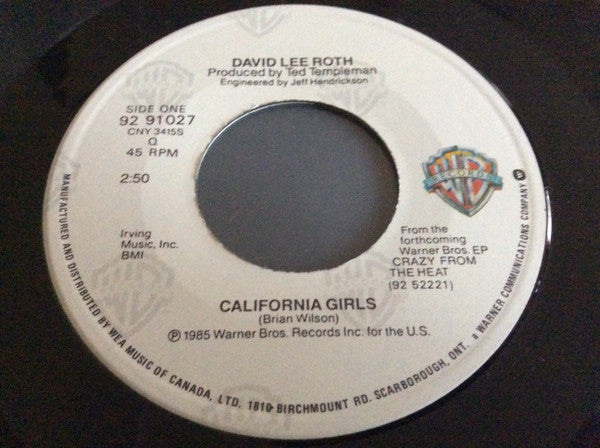 DAVID LEE ROTH
Produced by Ted Templeman
Engineered by Jeff Hendrickson
SIDE ONE
92 91027
CNY 3415S
Q
45 RPM
2:50
RECORDS
Irving
Music, Inc.
BMI
From the
forthcoming
Warner Bros. EP
CRAZY FROM
THE HEAT
(92 52221)
CALIFORNIA GIRLS
(Brian Wilson)
Ⓟ 1985 Warner Bros. Records Inc. for the U.S.
MANUFACTURED AND DISTRIBUTED BY WEA MUSIC OF CANADA, LTD. 1810 BIRCHMOUNT RD. SCARBOROUGH, ONT. a WARNER COMMUNICATIONS COMPANY